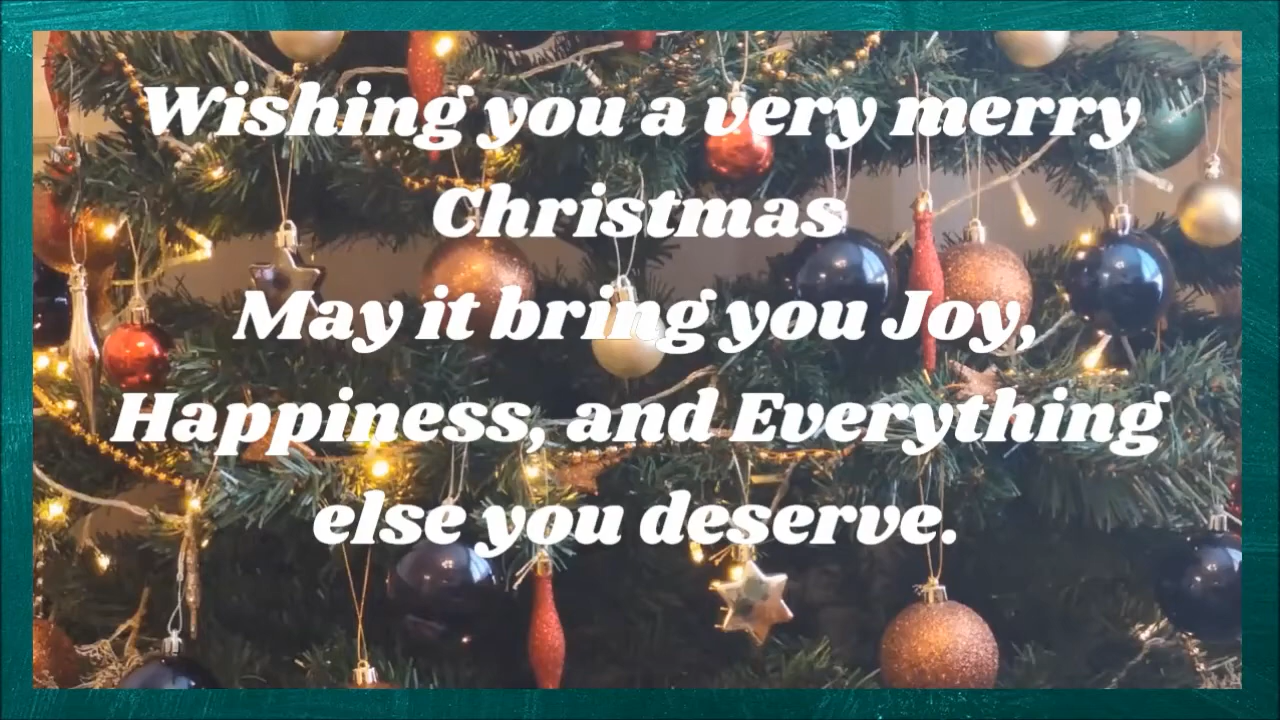 Wishing you a very merry
Christmas
May it bring you Joy,
Happiness, and Everything
else you deserve.